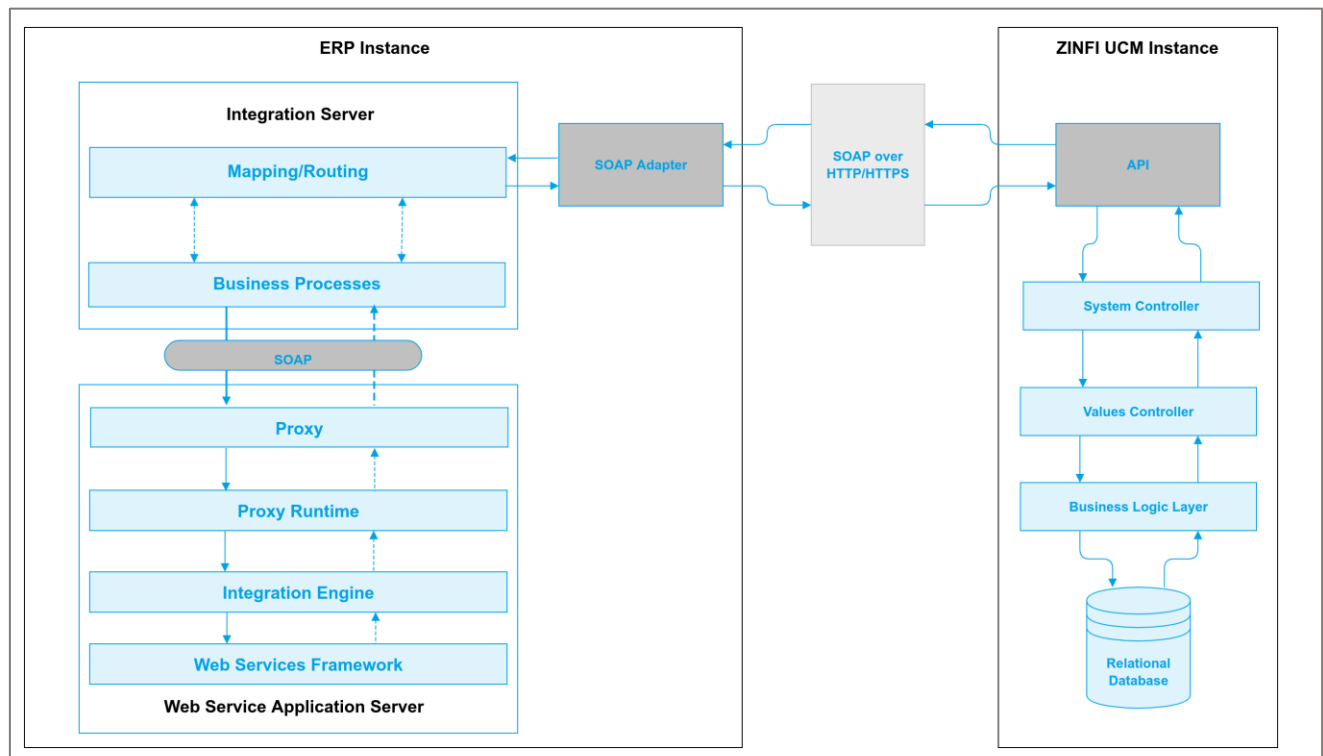 ERP Instance
Integration Server
Mapping/Routing
Business Processes
SOAP
Proxy
Proxy Runtime
Integration Engine
Web Services Framework
Web Service Application Server
SOAP Adapter
SOAP over
HTTP/HTTPS
ZINFI UCM Instance
API
System Controller
Values Controller
Business Logic Layer
Relational
Database